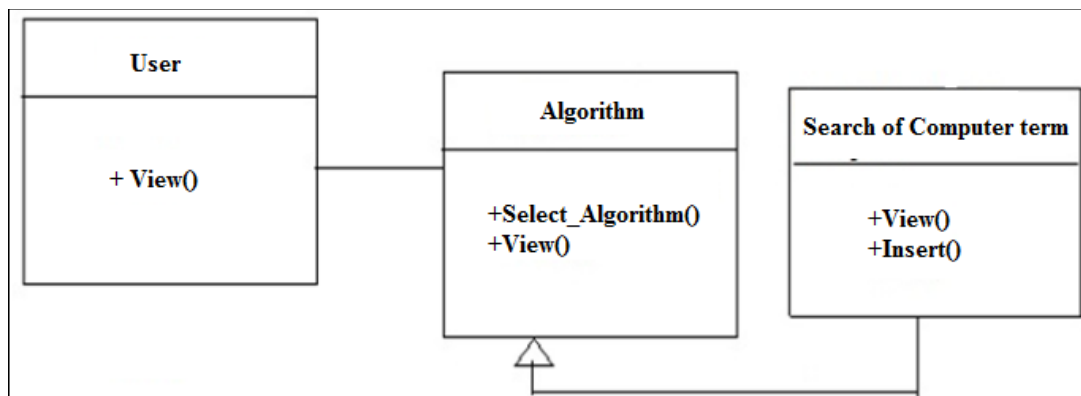 User
+ View()
Algorithm
+Select_Algorithm()
+View()
Search of Computer term
+View()
+Insert()